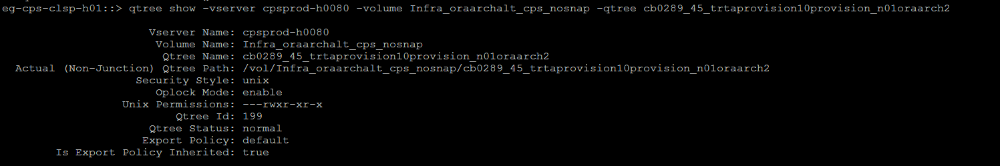 eg-cps-clsp-h01::> qtree show -vserver cpsprod-h0080 -volume Infra_oraarchalt_cps_nosnap -qtree cb0289_45_trtaprovision10provision_n01oraarch2
Vserver Name: cpsprod-h0080
Volume Name: Infra_oraarchalt_cps_nosnap
Qtree Name: cb0289_45_trtaprovision10provision_n01oraarch2
Actual (Non-Junction) Qtree Path: /vol/Infra_oraarchalt_cps_nosnap/cb0289_45_trtaprovision10provision_n01oraarch2
Security Style: unix
Oplock Mode: enable
Unix Permissions: ---rwxr-xr-x
Qtree Id: 199
Qtree Status: normal
Export Policy: default
Is Export Policy Inherited: true